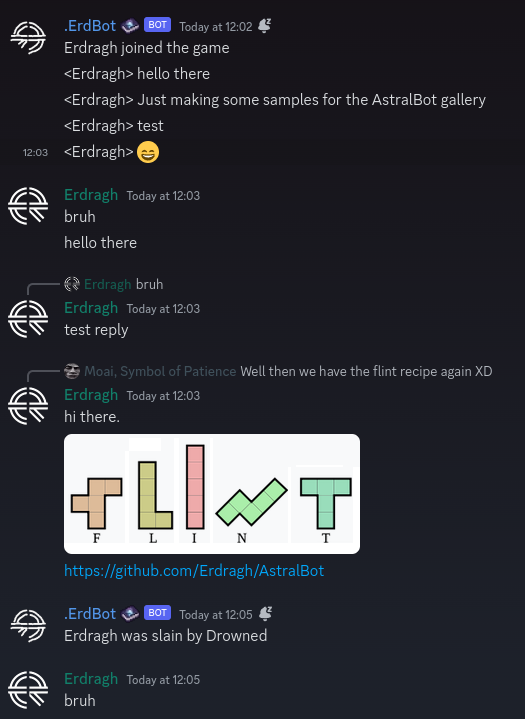 .ErdBot BOT Today at 12:02
Erdragh joined the game
<Erdragh> hello there
<Erdragh> Just making some samples for the AstralBot gallery
<Erdragh> test
12:03 <Erdragh> 😄
Erdragh Today at 12:03
bruh
hello there
Erdragh bruh
Erdragh Today at 12:03
test reply
Moai, Symbol of Patience Well then we have the flint recipe again XD
Erdragh Today at 12:03
hi there.
F L I N T
https://github.com/Erdragh/AstralBot
.ErdBot BOT Today at 12:05
Erdragh was slain by Drowned
Erdragh Today at 12:05
bruh